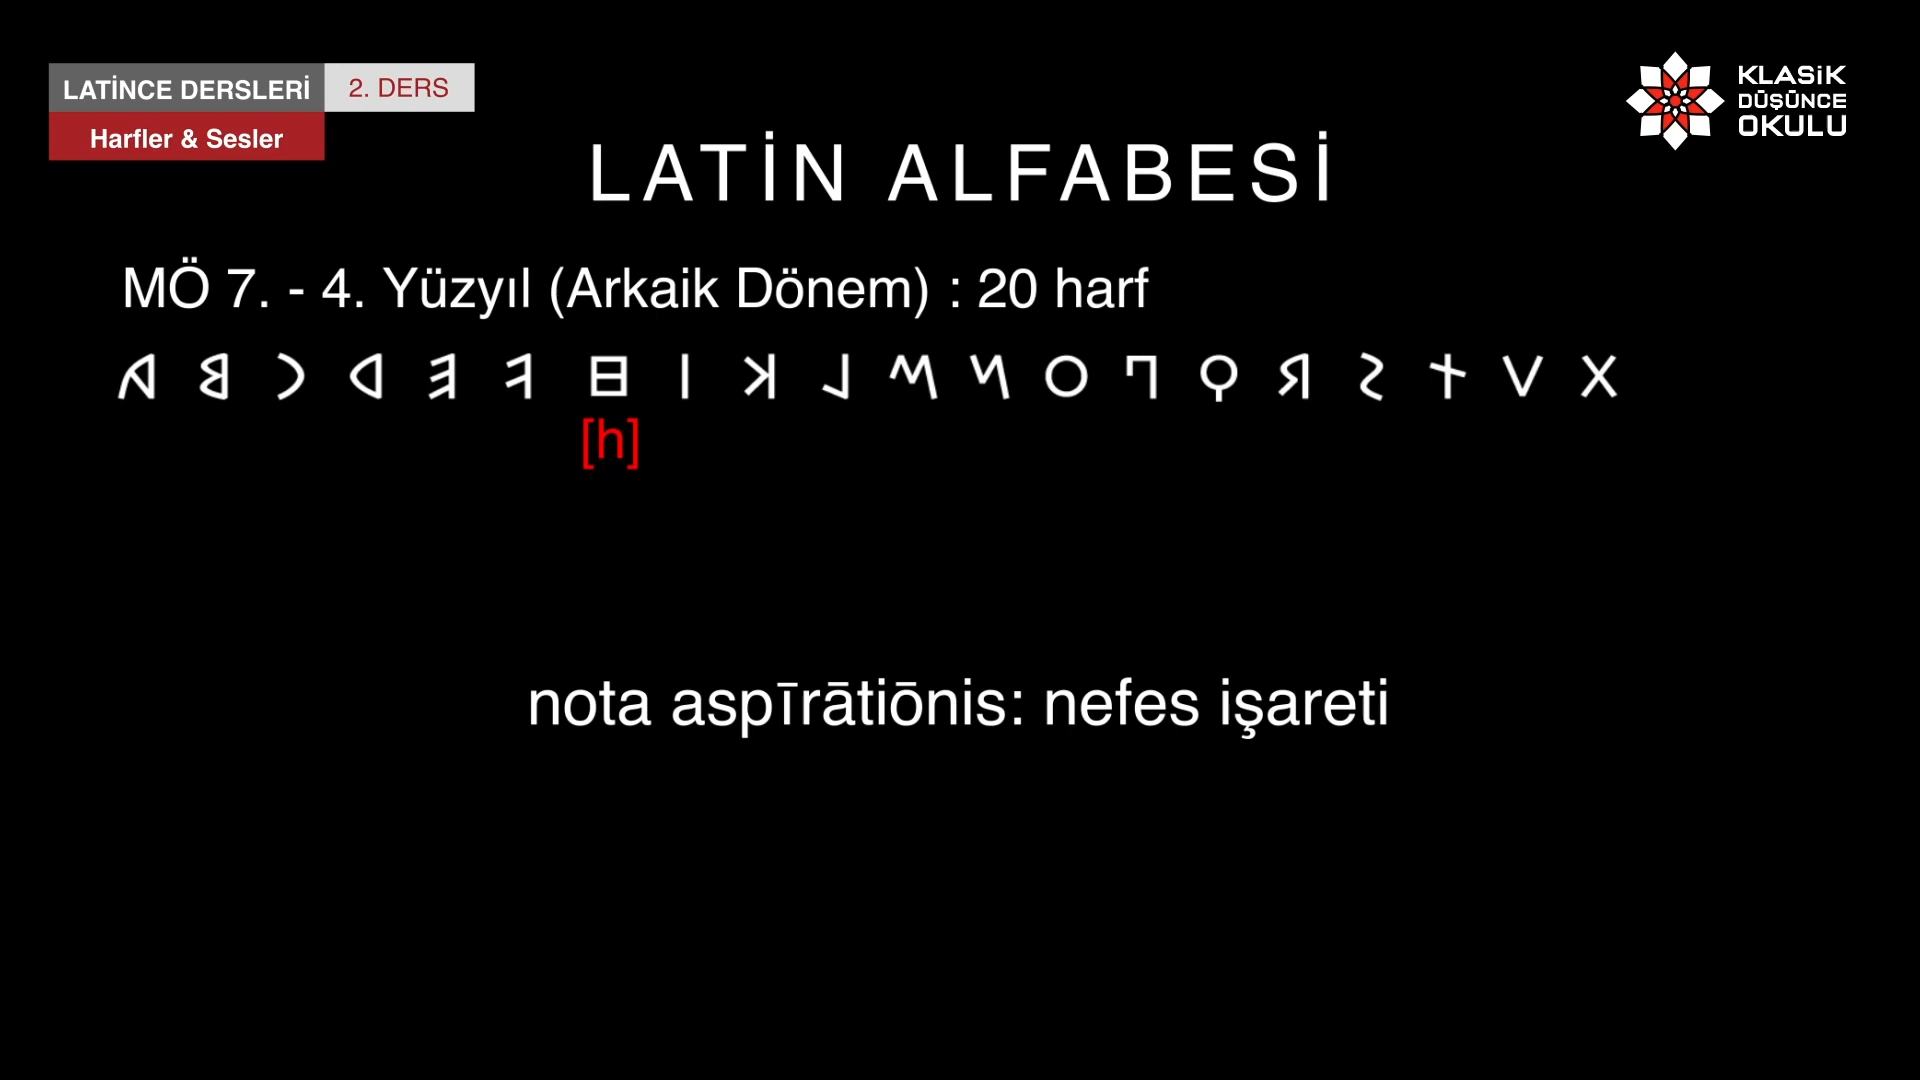 LATİNCE DERSLERİ 2. DERS
Harfler & Sesler
KLASİK
DÜŞÜNCE
OKULU
LATİN ALFABESİ
MÖ 7. - 4. Yüzyıl (Arkaik Dönem) : 20 harf
𐌀 𐌁 𐌂 𐌃 𐌄 𐌅 𐌇 𐌉 𐌊 𐌋 𐌌 𐌍 𐌏 𐌐 𐌒 𐌓 𐌔 𐌕 𐌖 𐌗
[h]
nota aspīrātiōnis: nefes işareti